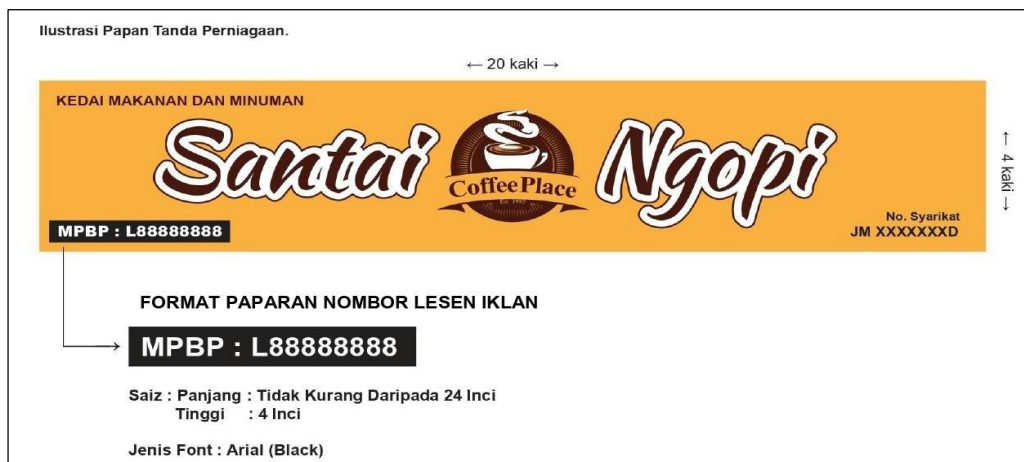 Ilustrasi Papan Tanda Perniagaan.
← 20 kaki →
KEDAI MAKANAN DAN MINUMAN
Santai
Coffee Place
Est. 1985
Ngopi
← 4 kaki →
MPBP : L88888888
No. Syarikat
JM XXXXXXXD
FORMAT PAPARAN NOMBOR LESEN IKLAN
MPBP : L88888888
Saiz : Panjang : Tidak Kurang Daripada 24 Inci
Tinggi : 4 Inci
Jenis Font : Arial (Black)